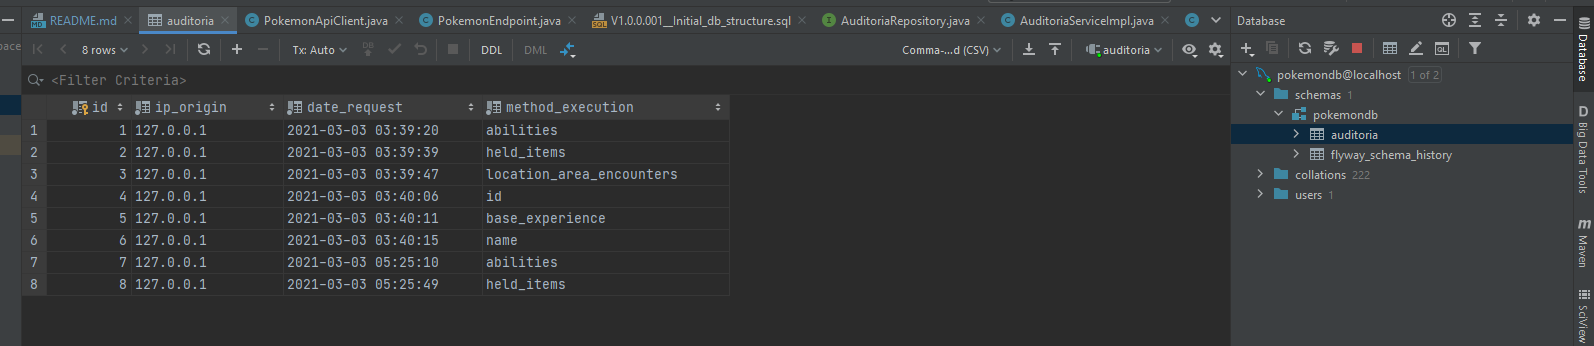 README.md auditoria PokemonApiClient.java PokemonEndpoint.java V1.0.0.001__Initial_db_structure.sql AuditoriaRepository.java AuditoriaServiceImpl.java Database
8 rows Tx: Auto DB DDL DML Comma-...d (CSV) auditoria QL
<Filter Criteria>
id ip_origin date_request method_execution
1 1 127.0.0.1 2021-03-03 03:39:20 abilities
2 2 127.0.0.1 2021-03-03 03:39:39 held_items
3 3 127.0.0.1 2021-03-03 03:39:47 location_area_encounters
4 4 127.0.0.1 2021-03-03 03:40:06 id
5 5 127.0.0.1 2021-03-03 03:40:11 base_experience
6 6 127.0.0.1 2021-03-03 03:40:15 name
7 7 127.0.0.1 2021-03-03 05:25:10 abilities
8 8 127.0.0.1 2021-03-03 05:25:49 held_items
pokemondb@localhost 1 of 2
schemas 1
pokemondb
auditoria
flyway_schema_history
collations 222
users 1
Database
D Big Data Tools
m Maven
SciView